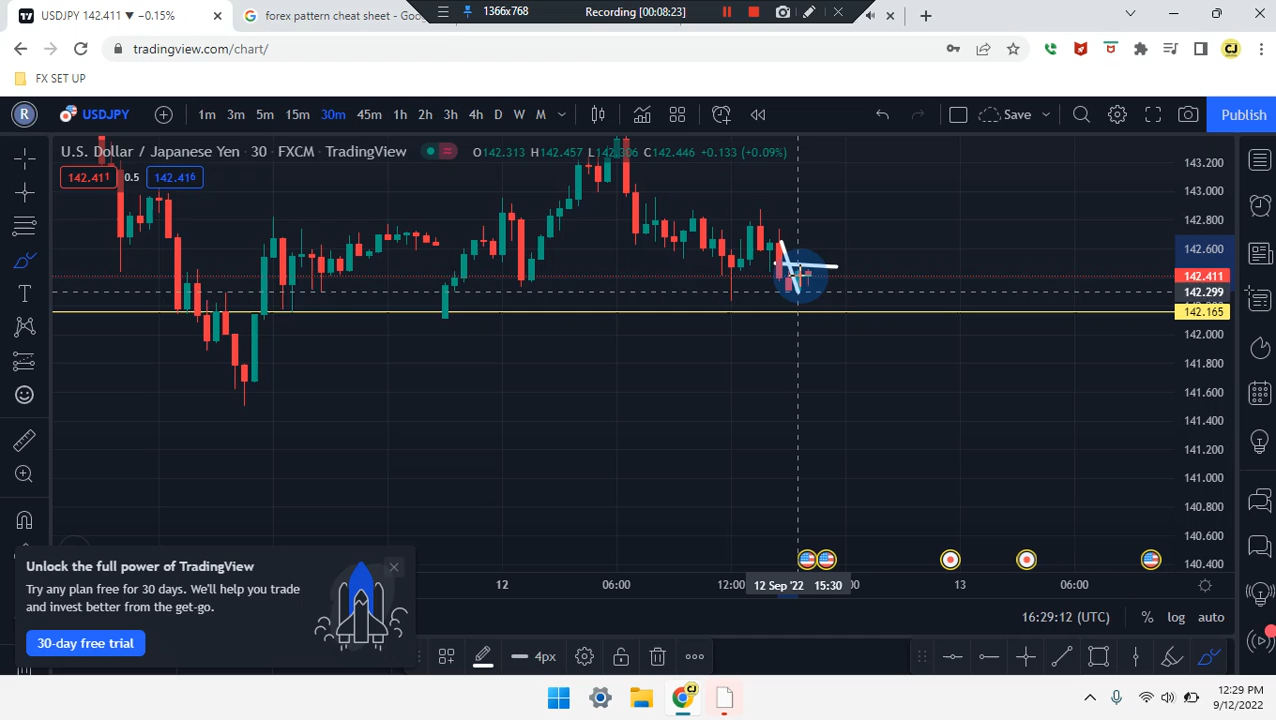 USDJPY 142.411 ▼ −0.15%
forex pattern cheat sheet - Goo
1366x768
Recording [00:08:23]
tradingview.com/chart/
CJ
FX SET UP
R
USDJPY
1m 3m 5m 15m 30m 45m 1h 2h 3h 4h D W M
Save
Publish
U.S. Dollar / Japanese Yen · 30 · FXCM · TradingView
O142.313 H142.457 L142.306 C142.446 +0.133 (+0.09%)
142.411 0.5 142.416
143.200
143.000
142.800
142.600
142.411
142.299
142.165
142.000
141.800
141.600
141.400
141.200
141.000
140.800
140.600
140.400
Unlock the full power of TradingView
Try any plan free for 30 days. We'll help you trade
and invest better from the get-go.
30-day free trial
12 06:00 12:00 12 Sep '22 15:30 13 06:00
16:29:12 (UTC) % log auto
4px
CJ
12:29 PM
9/12/2022